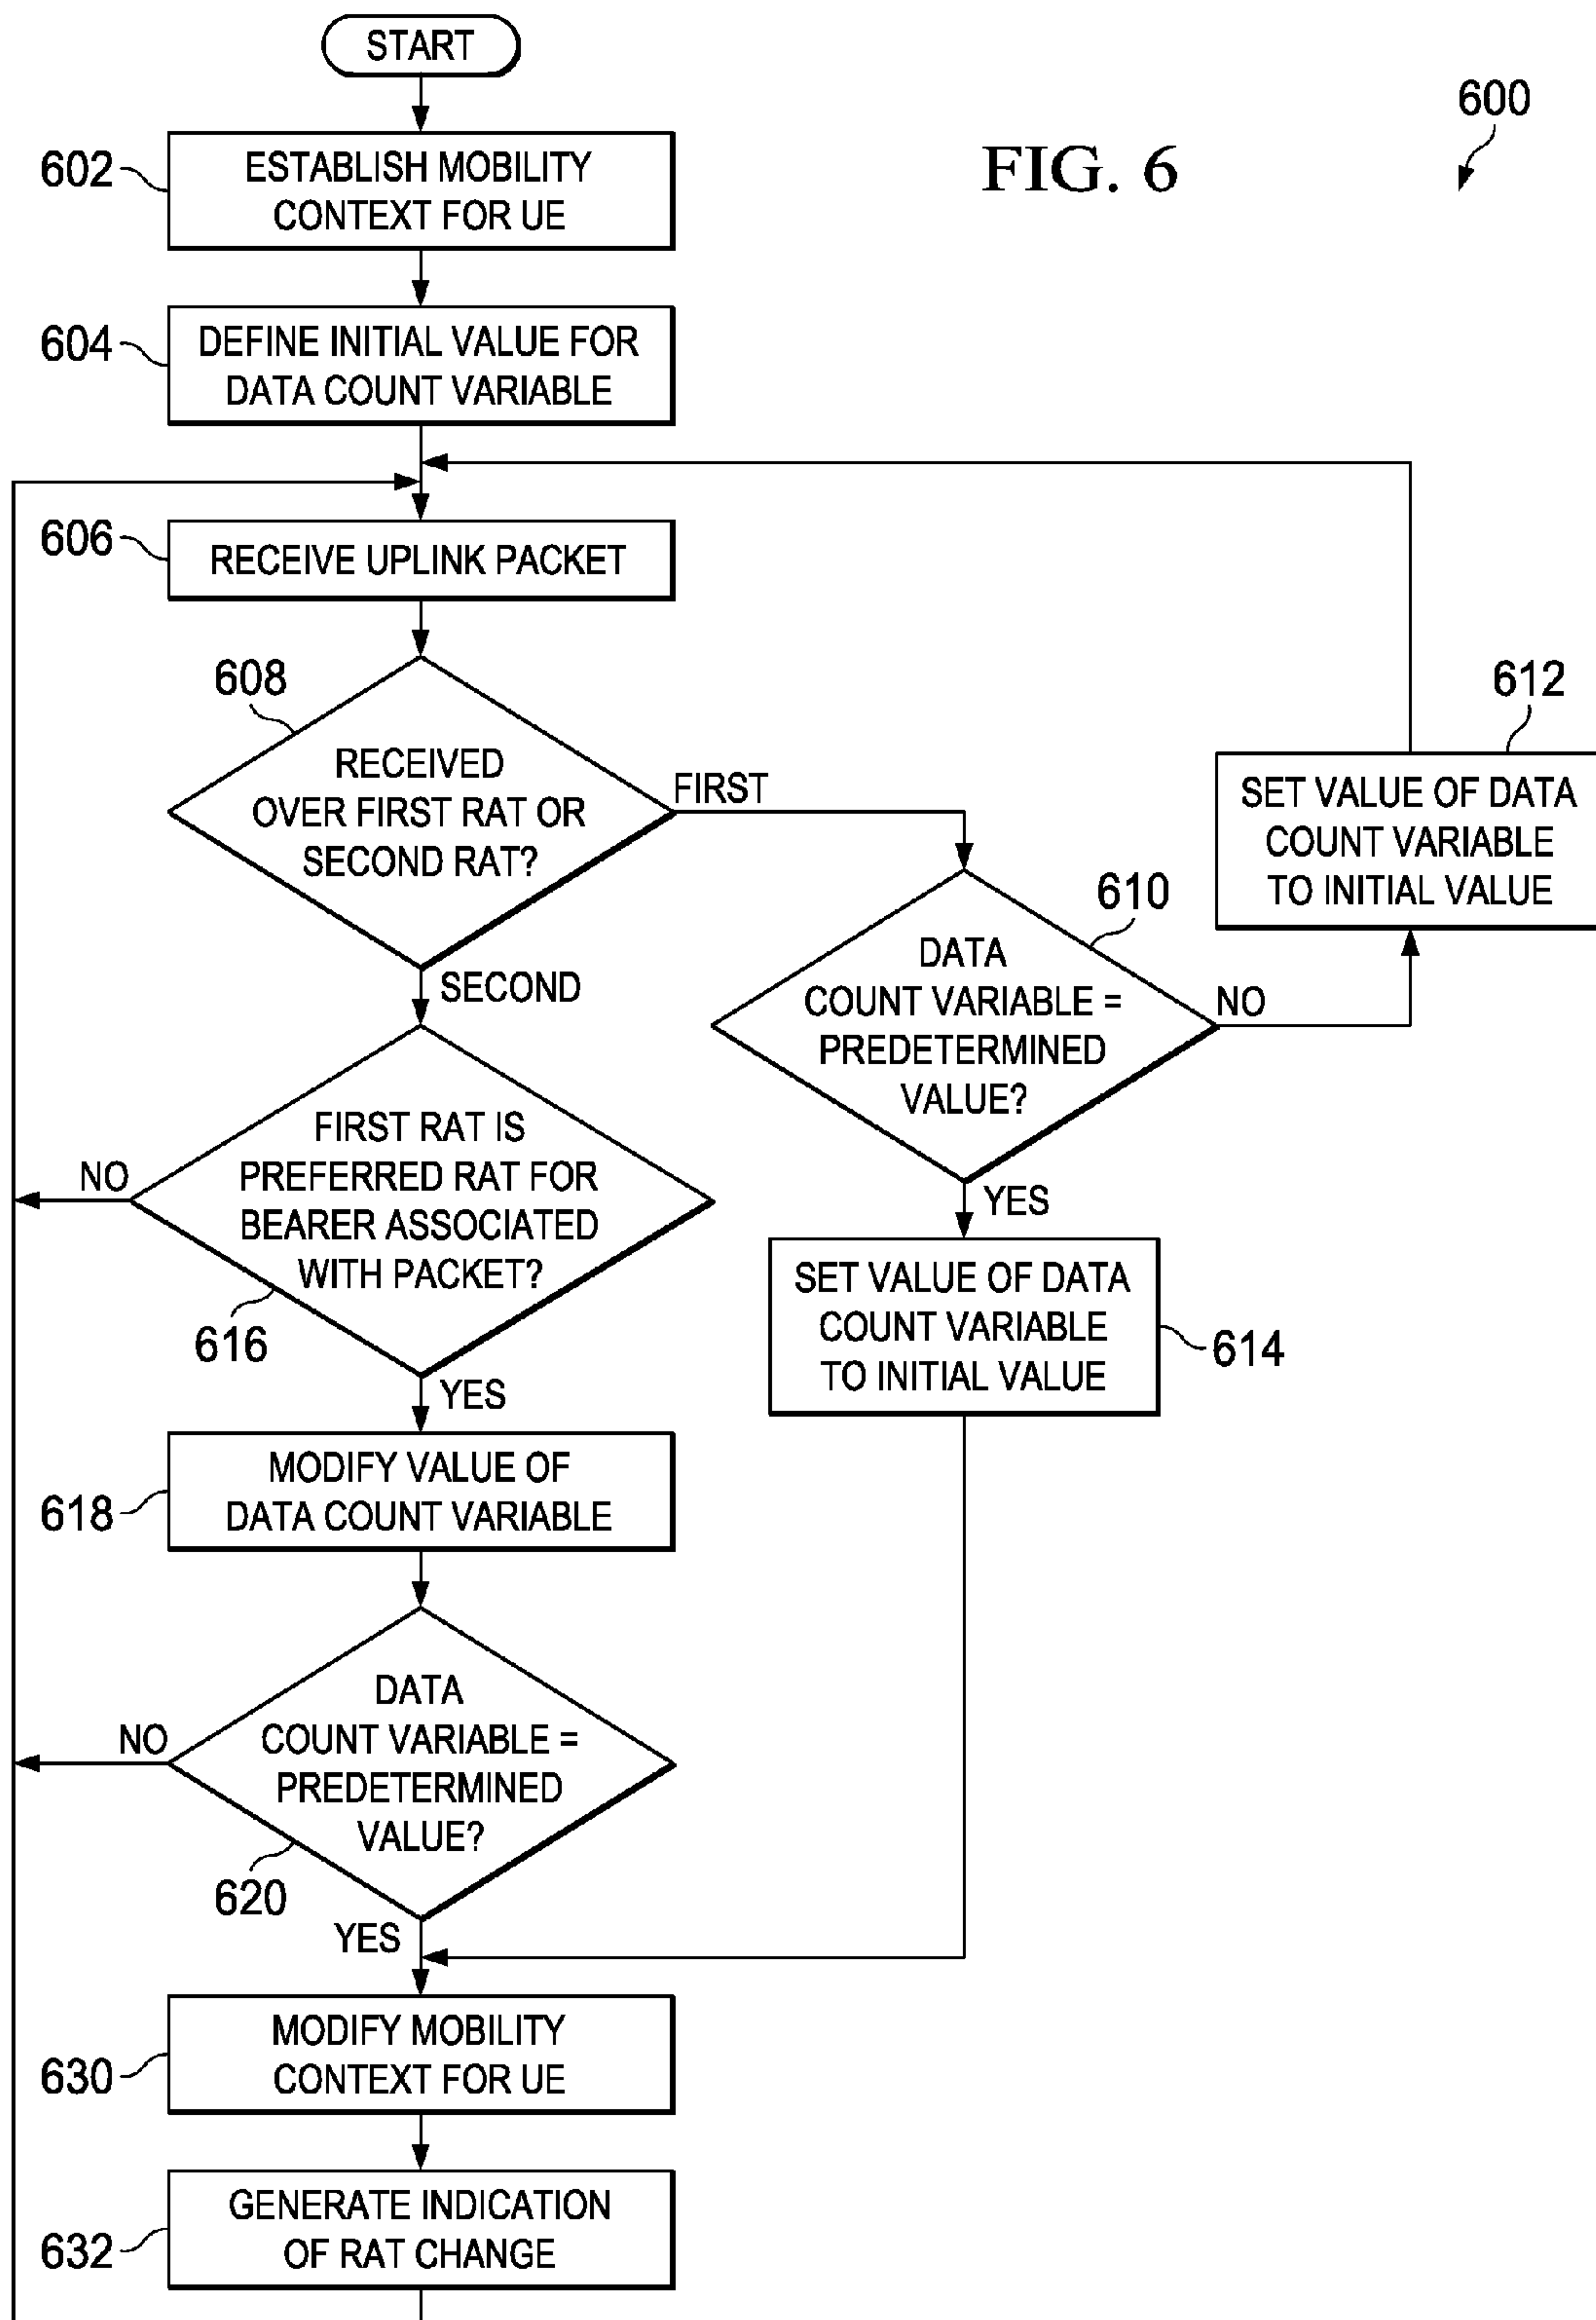 START
FIG. 6
600
602
ESTABLISH MOBILITY
CONTEXT FOR UE
604
DEFINE INITIAL VALUE FOR
DATA COUNT VARIABLE
606
RECEIVE UPLINK PACKET
608
RECEIVED
OVER FIRST RAT OR
SECOND RAT?
FIRST
SECOND
610
DATA
COUNT VARIABLE =
PREDETERMINED
VALUE?
NO
YES
612
SET VALUE OF DATA
COUNT VARIABLE
TO INITIAL VALUE
614
SET VALUE OF DATA
COUNT VARIABLE
TO INITIAL VALUE
616
FIRST RAT IS
PREFERRED RAT FOR
BEARER ASSOCIATED
WITH PACKET?
NO
YES
618
MODIFY VALUE OF
DATA COUNT VARIABLE
620
DATA
COUNT VARIABLE =
PREDETERMINED
VALUE?
NO
YES
630
MODIFY MOBILITY
CONTEXT FOR UE
632
GENERATE INDICATION
OF RAT CHANGE